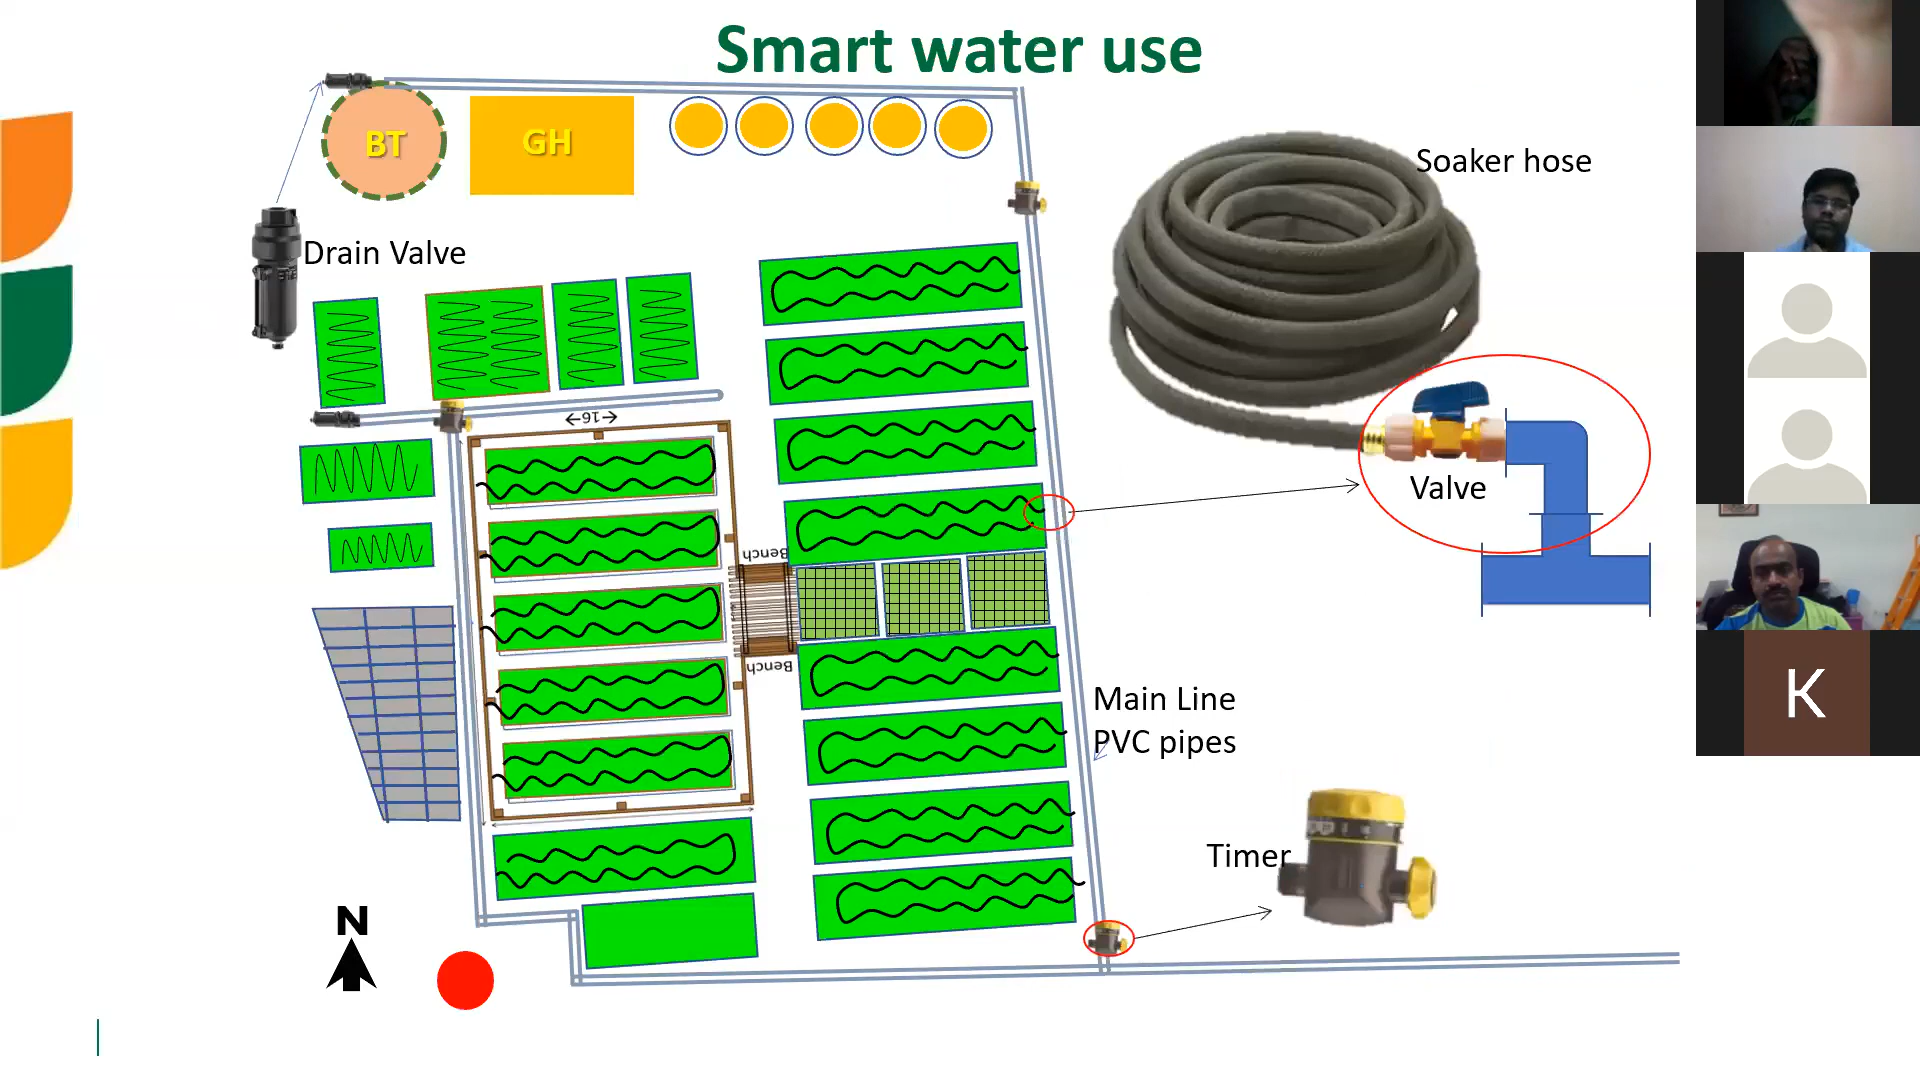 Smart water use
BT
GH
Soaker hose
Drain Valve
←16→
Valve
Bench
Bench
Main Line
PVC pipes
Timer
N
K